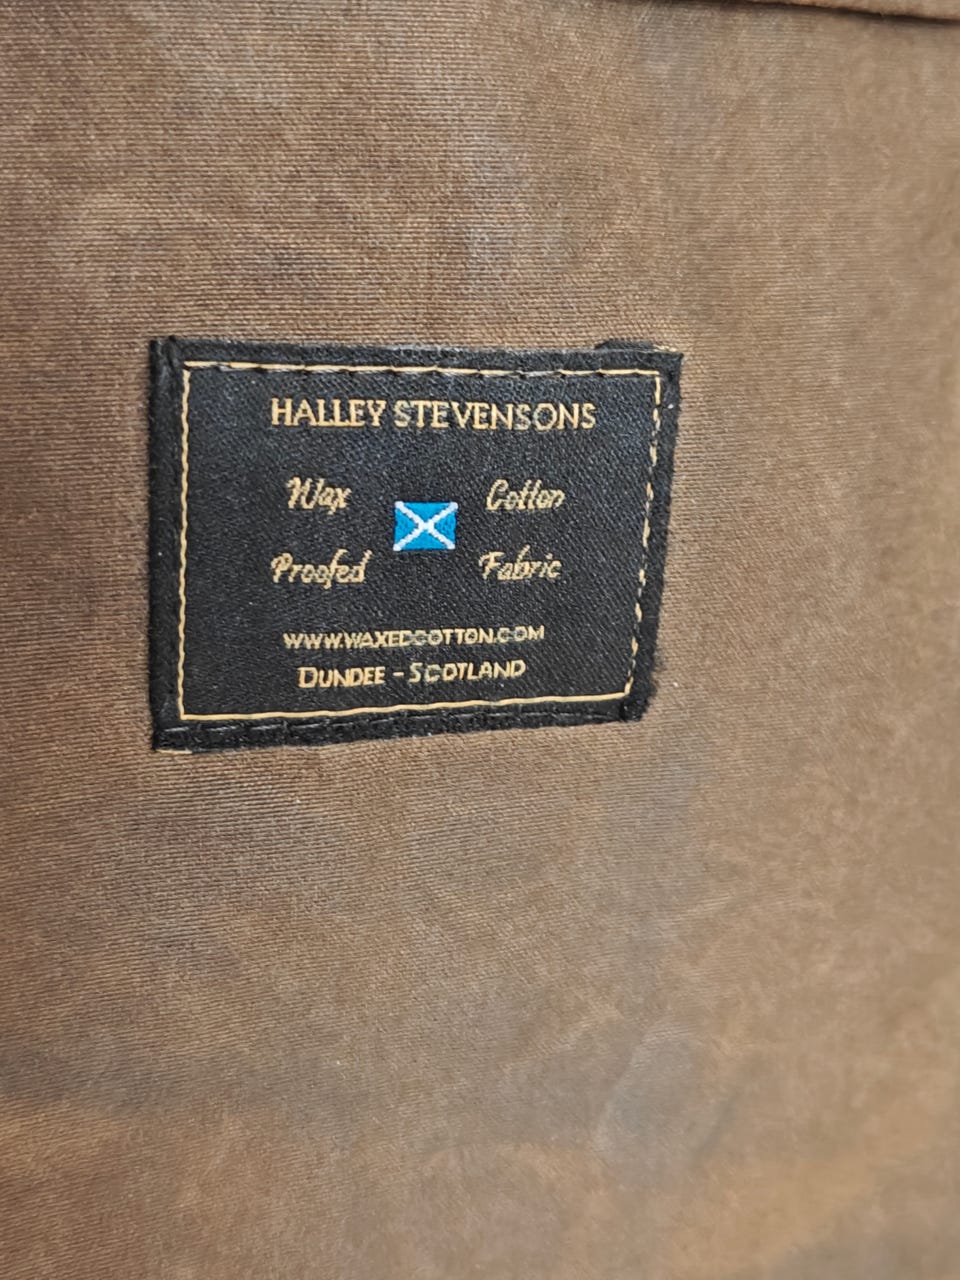 HALLEY STEVENSONS
Wax Cotton
Proofed Fabric
WWW.WAXEDCOTTON.COM
DUNDEE - SCOTLAND